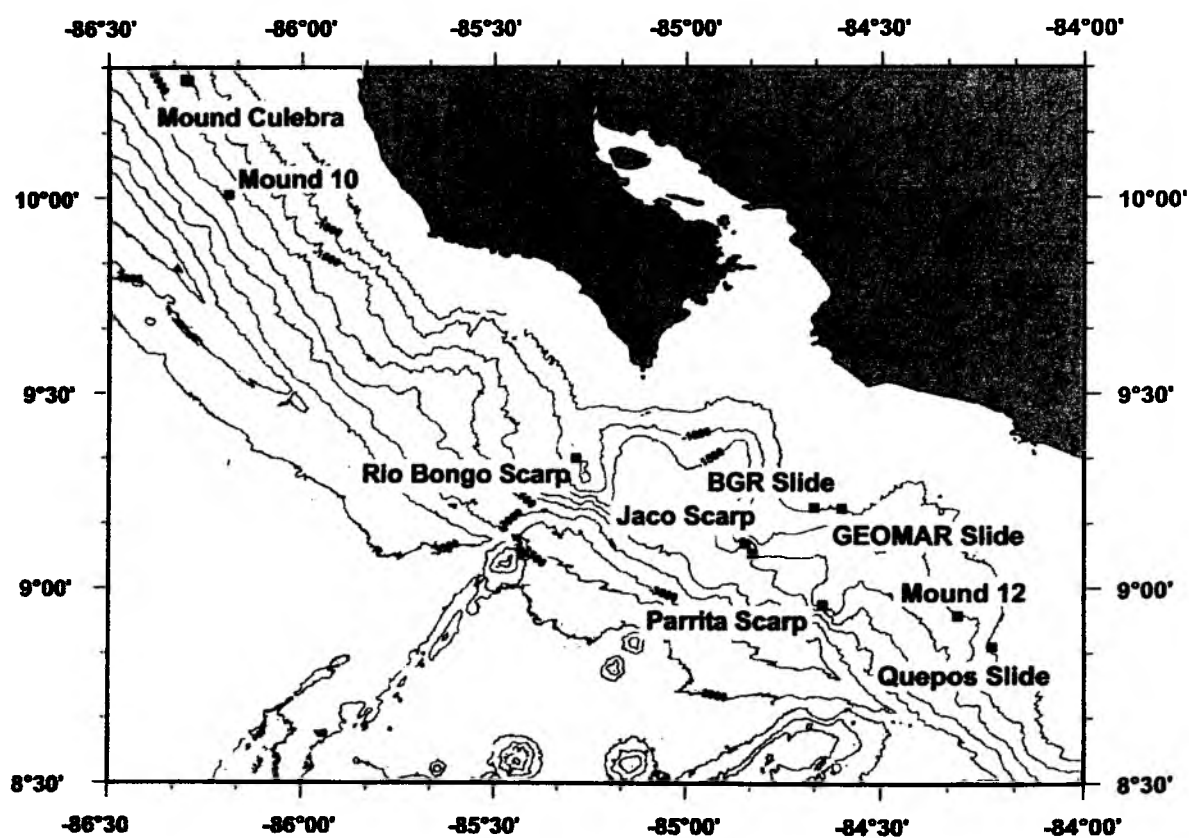 -86°30' -86°00' -85°30' -85°00' -84°30' -84°00'
Mound Culebra
Mound 10
10°00' 10°00'
9°30' 9°30'
Rio Bongo Scarp
BGR Slide
Jaco Scarp
GEOMAR Slide
9°00' 9°00'
Mound 12
Parrita Scarp
Quepos Slide
8°30' 8°30'
-86°30' -86°00' -85°30' -85°00' -84°30' -84°00'